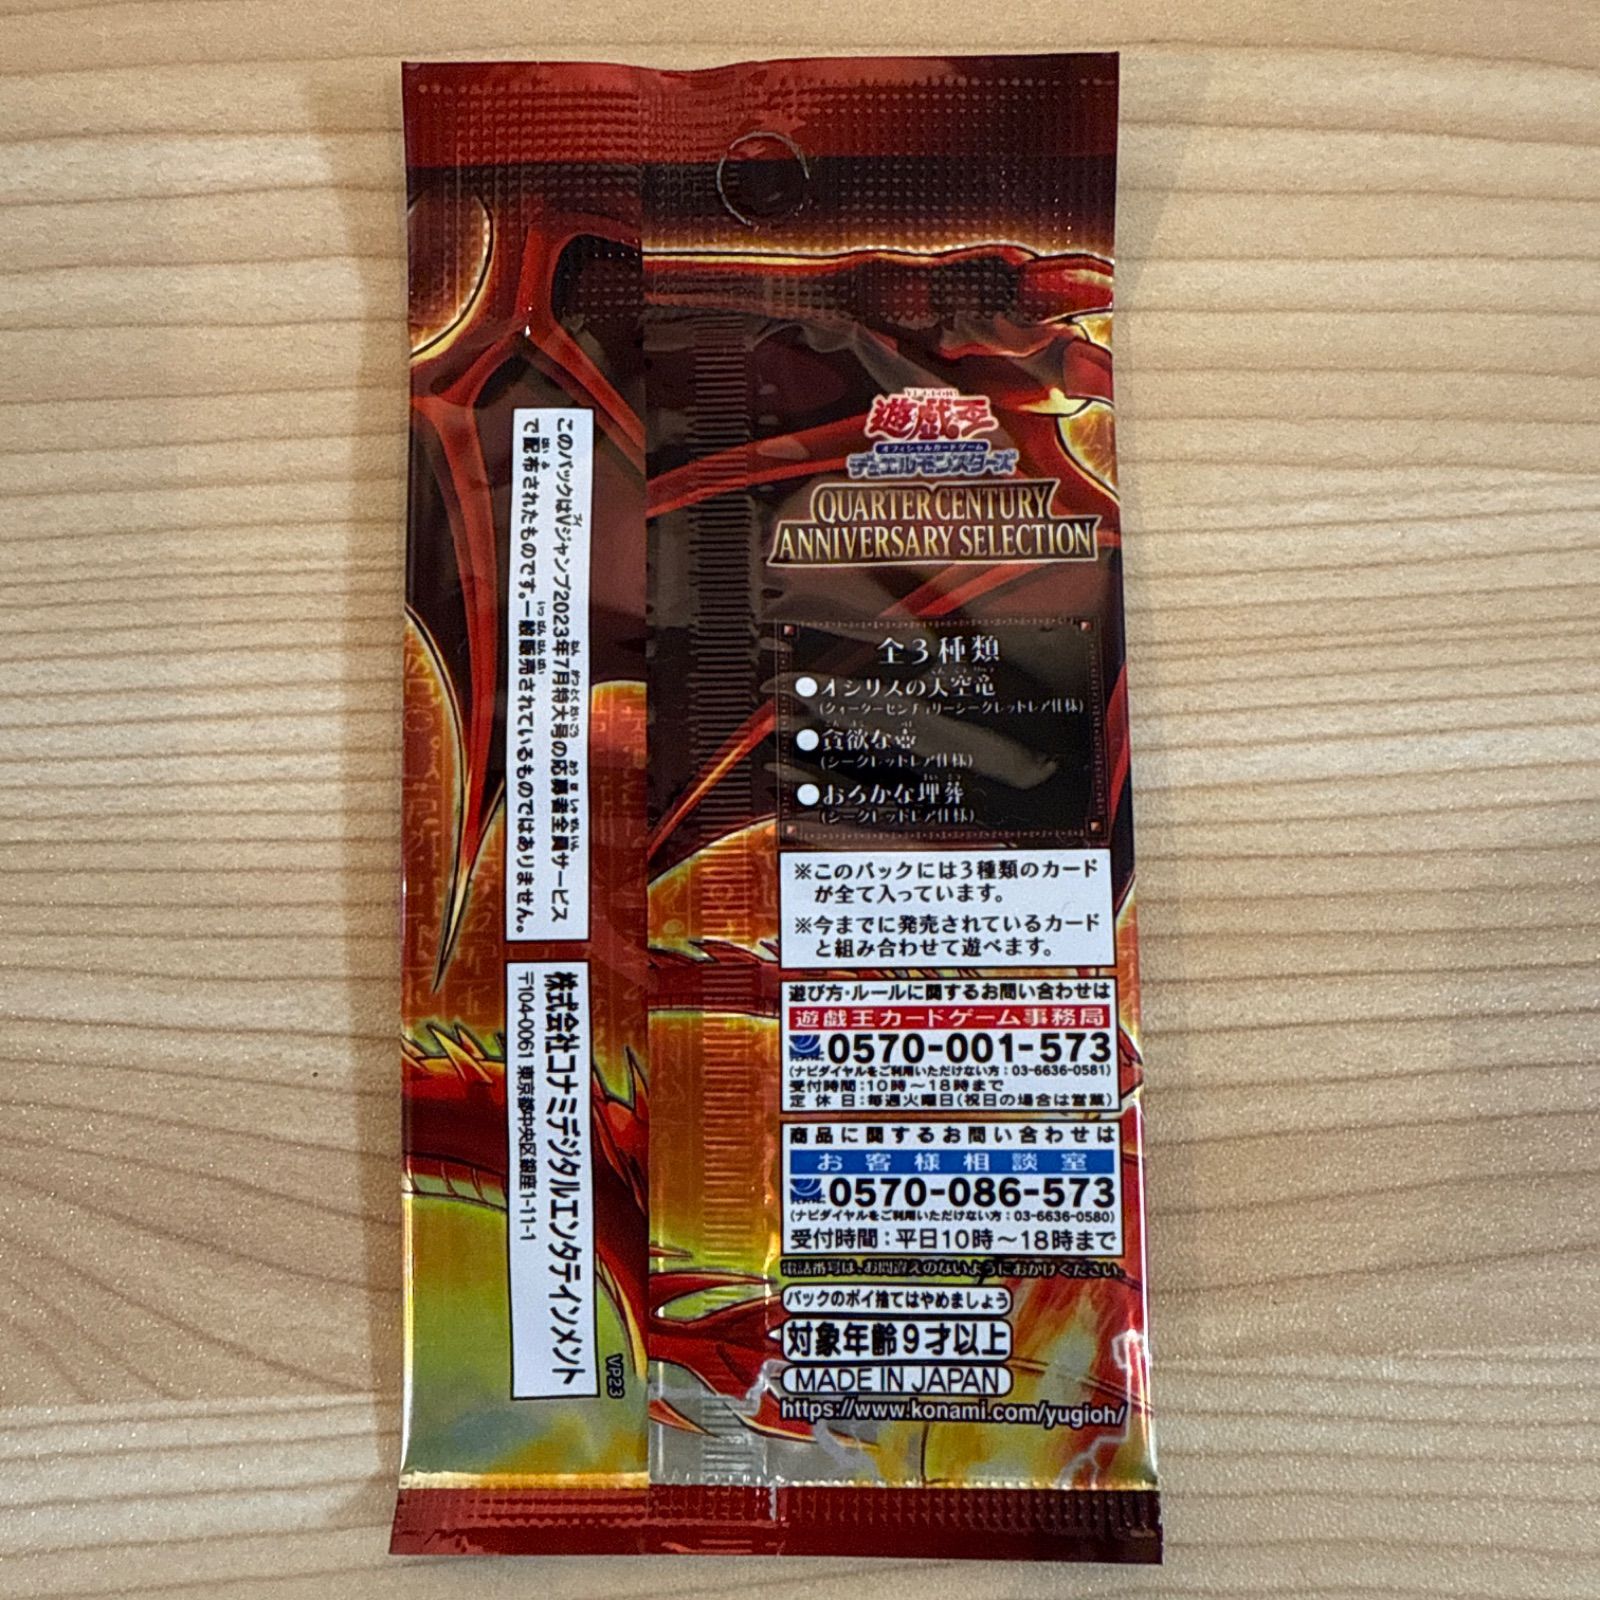 YU-GI-OH!
遊戯王
オフィシャルカードゲーム
デュエルモンスターズ
QUARTER CENTURY
ANNIVERSARY SELECTION
全3種類
●オシリスの天空竜
(クォーターセンチュリーシークレットレア仕様)
●貪欲な壺
(シークレットレア仕様)
●おろかな埋葬
(シークレットレア仕様)
※このパックには3種類のカード
が全て入っています。
※今までに発売されているカード
と組み合わせて遊べます。
遊び方・ルールに関するお問い合わせは
遊戯王カードゲーム事務局
0570-001-573
(ナビダイヤルをご利用いただけない方：03-6636-0581)
受付時間：10時～18時まで
定休日：毎週火曜日(祝日の場合は営業)
商品に関するお問い合わせは
お客様相談室
0570-086-573
(ナビダイヤルをご利用いただけない方：03-6636-0580)
受付時間：平日10時～18時まで
電話番号は、お間違えのないようにおかけください。
パックのポイ捨てはやめましょう
対象年齢9才以上
MADE IN JAPAN
https://www.konami.com/yugioh/
このパックはVジャンプ2023年7月特大号の応募者全員サービス
で配布されたものです。一般販売されているものではありません。
株式会社コナミデジタルエンタテインメント
〒104-0061 東京都中央区銀座1-11-1
VP23